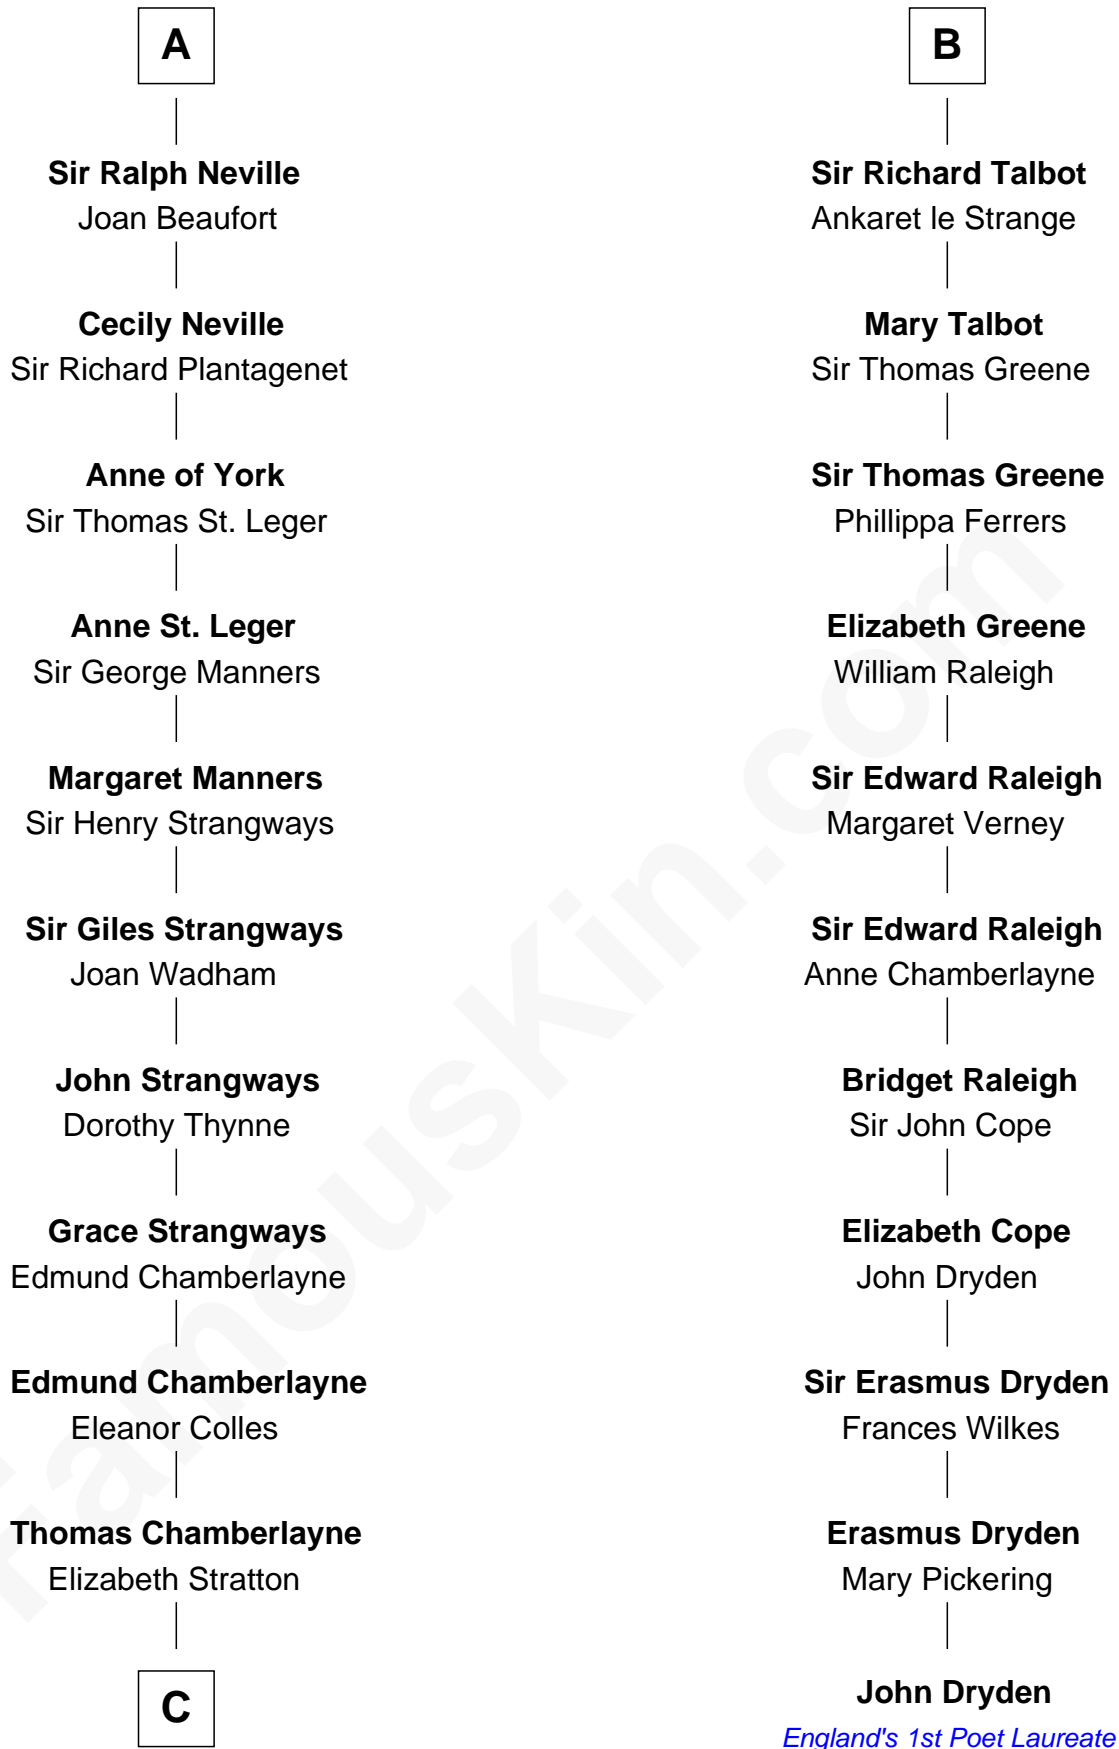 A
Sir Ralph Neville
Joan Beaufort
Cecily Neville
Sir Richard Plantagenet
Anne of York
Sir Thomas St. Leger
Anne St. Leger
Sir George Manners
Margaret Manners
Sir Henry Strangways
Sir Giles Strangways
Joan Wadham
John Strangways
Dorothy Thynne
Grace Strangways
Edmund Chamberlayne
Edmund Chamberlayne
Eleanor Colles
Thomas Chamberlayne
Elizabeth Stratton
C
B
Sir Richard Talbot
Ankaret le Strange
Mary Talbot
Sir Thomas Greene
Sir Thomas Greene
Phillippa Ferrers
Elizabeth Greene
William Raleigh
Sir Edward Raleigh
Margaret Verney
Sir Edward Raleigh
Anne Chamberlayne
Bridget Raleigh
Sir John Cope
Elizabeth Cope
John Dryden
Sir Erasmus Dryden
Frances Wilkes
Erasmus Dryden
Mary Pickering
John Dryden
England's 1st Poet Laureate
FamousKin.com